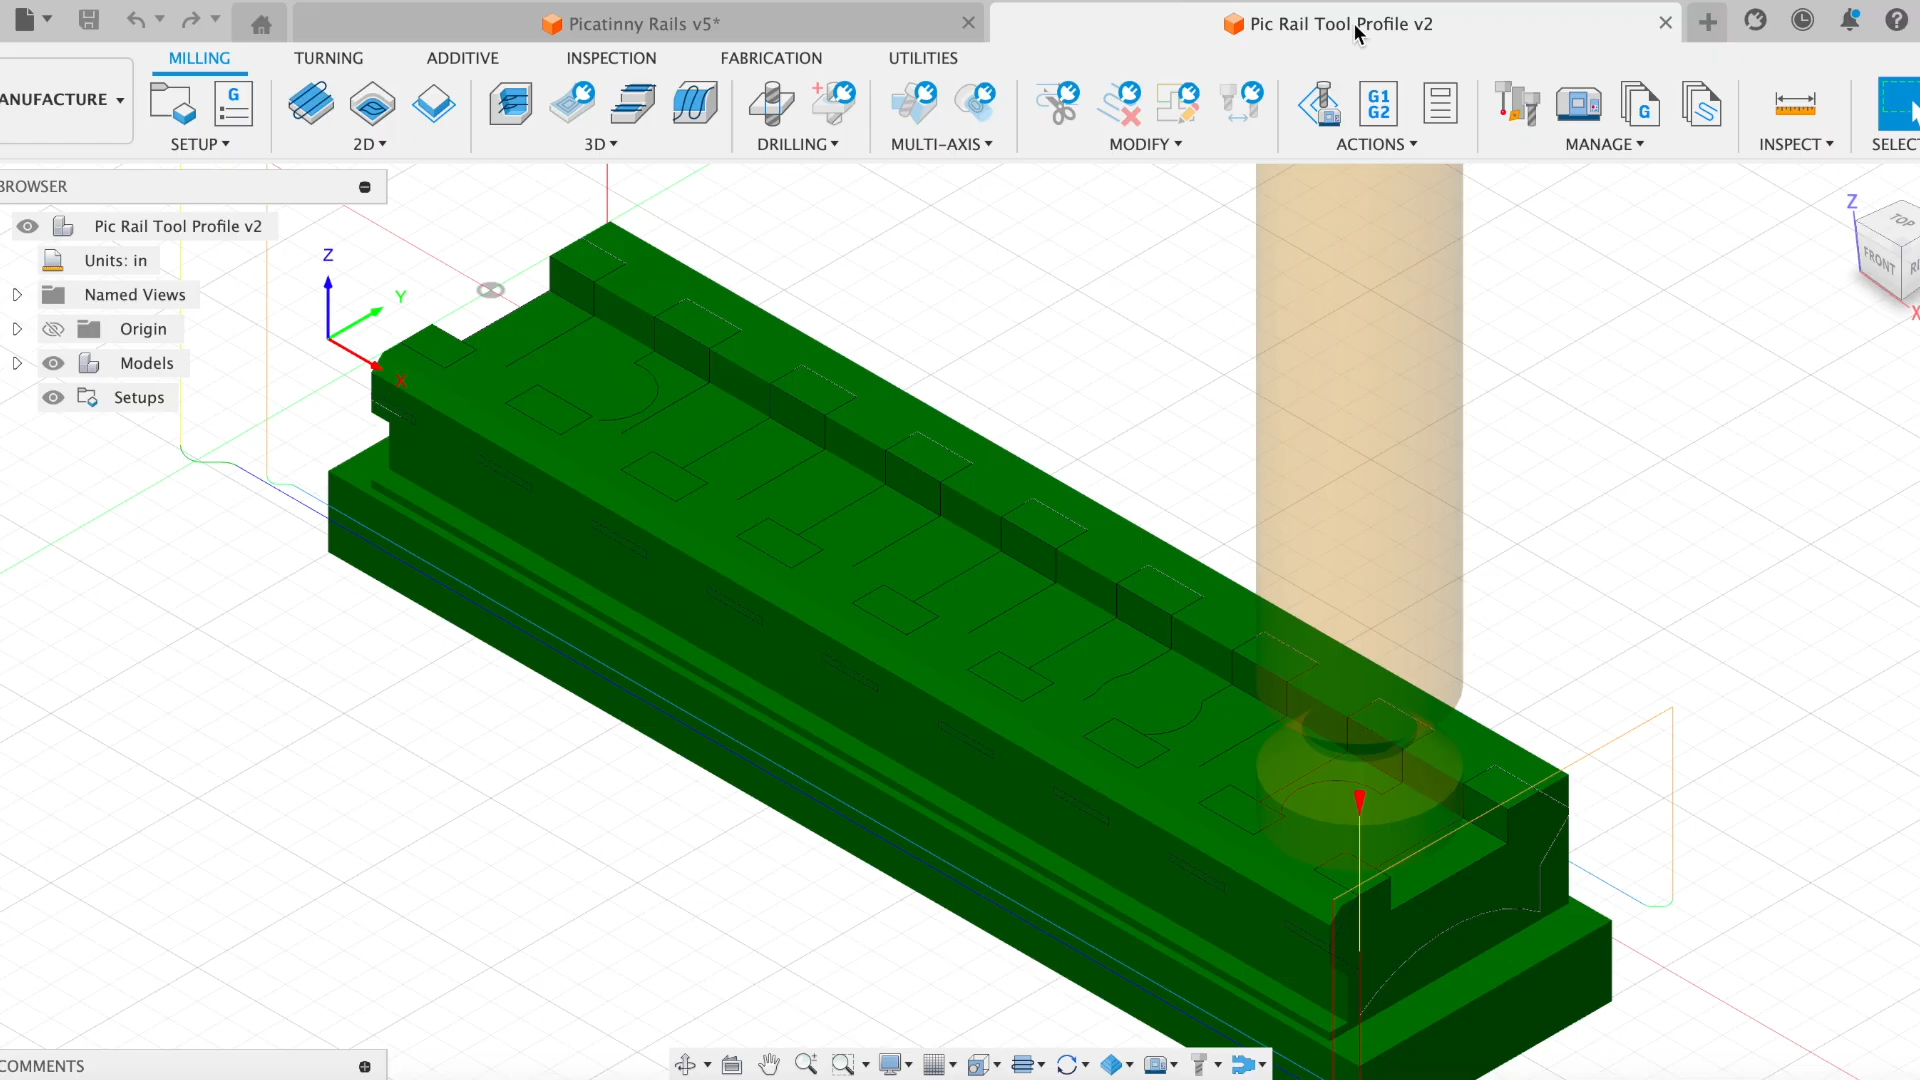 Picatinny Rails v5*
Pic Rail Tool Profile v2
MILLING TURNING ADDITIVE INSPECTION FABRICATION UTILITIES
ANUFACTURE
G
G1
G2
G
SETUP 2D 3D DRILLING MULTI-AXIS MODIFY ACTIONS MANAGE INSPECT SELECT
BROWSER
Pic Rail Tool Profile v2
Units: in
Named Views
Origin
Models
Setups
Z
Y
X
Z
TOP
FRONT
RI
X
COMMENTS